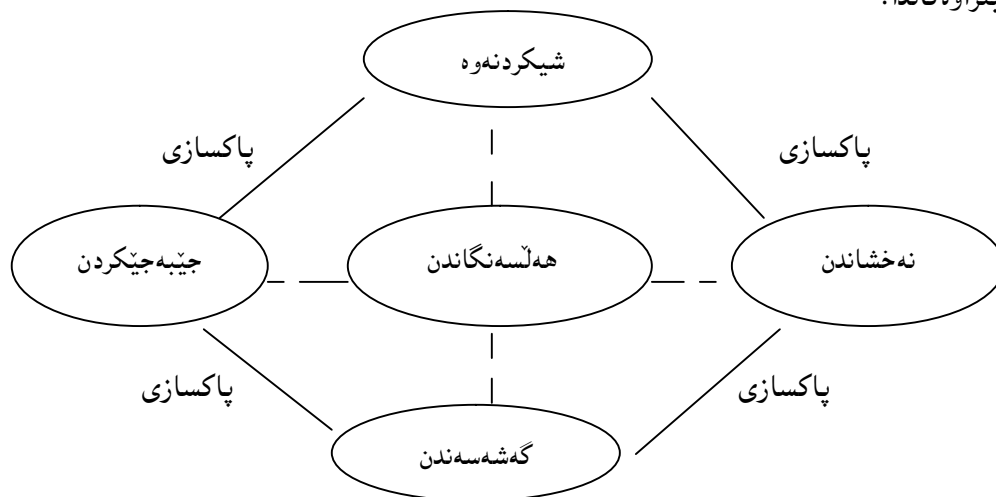 شیکردنەوە
پاکسازی
پاکسازی
نەخشاندن
هەڵسەنگاندن
جێبەجێکردن
پاکسازی
پاکسازی
گەشەسەندن